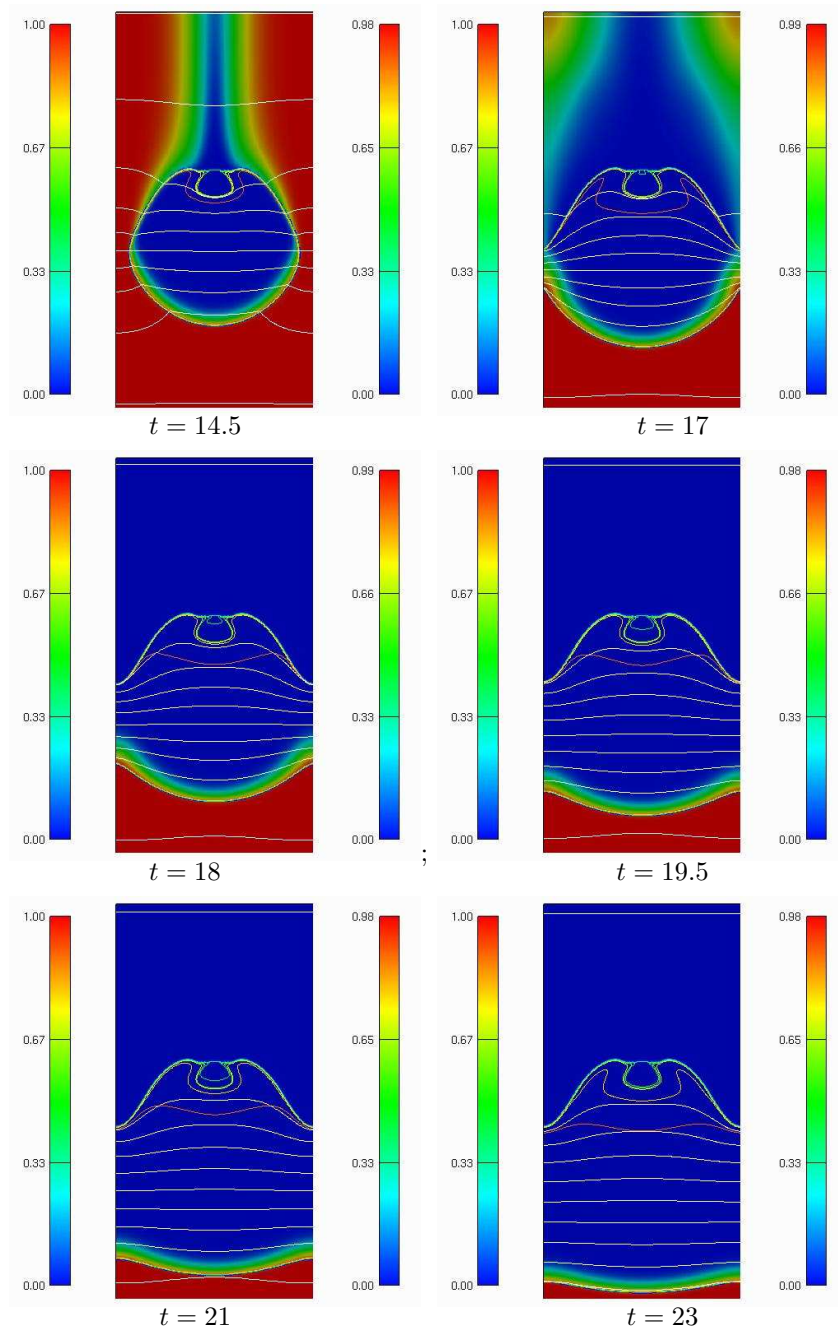 1.00 0.98 1.00 0.99
0.67 0.65 0.67 0.66
0.33 0.33 0.33 0.33
0.00 0.00 0.00 0.00
t = 14.5 t = 17
1.00 0.99 1.00 0.98
0.67 0.66 0.67 0.66
0.33 0.33 0.33 0.33
0.00 0.00 0.00 0.00
t = 18 ; t = 19.5
1.00 0.98 1.00 0.98
0.67 0.65 0.67 0.65
0.33 0.33 0.33 0.33
0.00 0.00 0.00 0.00
t = 21 t = 23